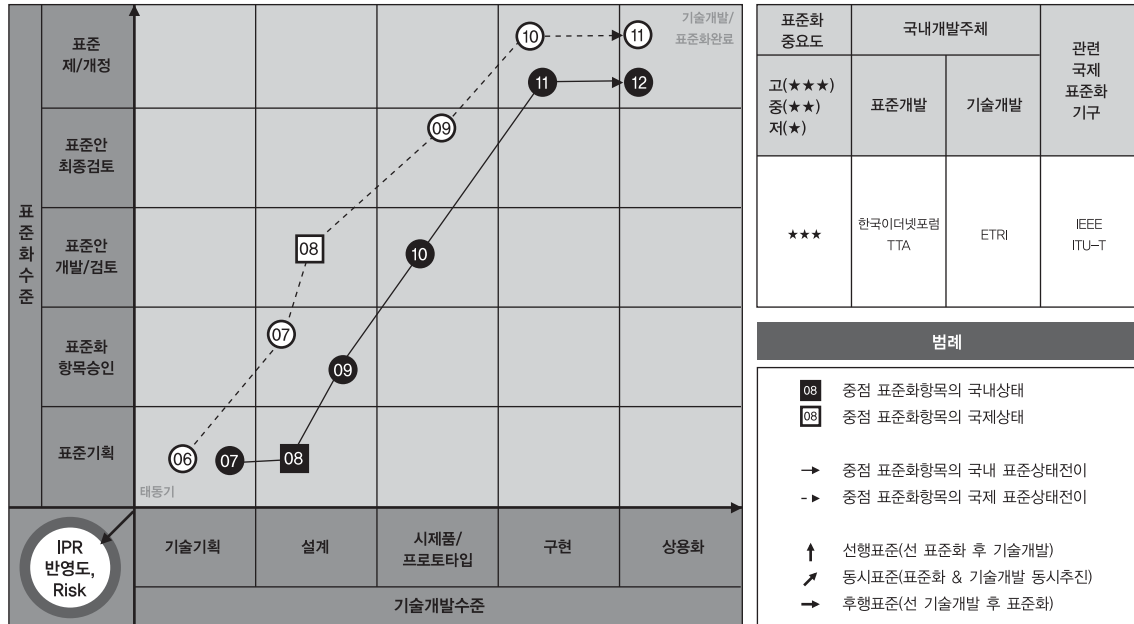 표준화수준
표준
제/개정
표준안
최종검토
표준안
개발/검토
표준화
항목승인
표준기획
기술개발/
표준화완료
10
11
11
12
09
08
10
07
09
06
07
08
태동기
IPR
반영도,
Risk
기술기획
설계
시제품/
프로토타입
구현
상용화
기술개발수준
표준화
중요도
국내개발주체
관련
국제
표준화
기구
고(★★★)
중(★★)
저(★)
표준개발
기술개발
★★★
한국이더넷포럼
TTA
ETRI
IEEE
ITU-T
범례
08 중점 표준화항목의 국내상태
08 중점 표준화항목의 국제상태
중점 표준화항목의 국내 표준상태전이
중점 표준화항목의 국제 표준상태전이
선행표준(선 표준화 후 기술개발)
동시표준(표준화 & 기술개발 동시추진)
후행표준(선 기술개발 후 표준화)